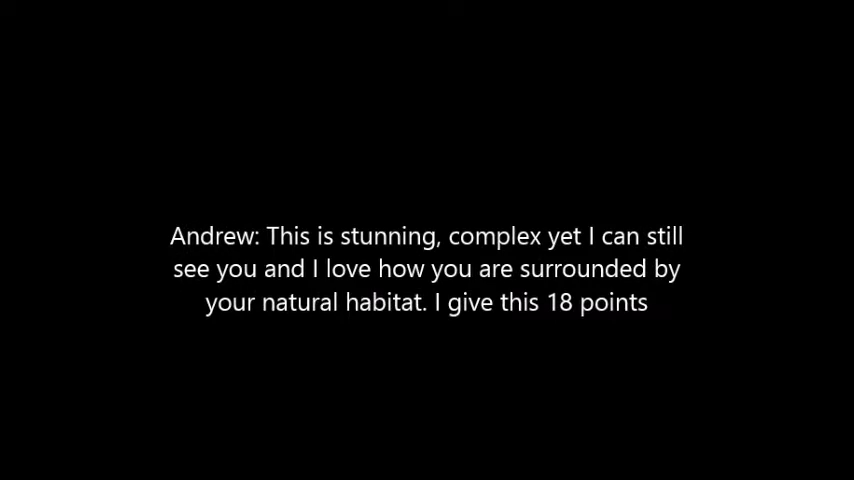 Andrew: This is stunning, complex yet I can still
see you and I love how you are surrounded by
your natural habitat. I give this 18 points